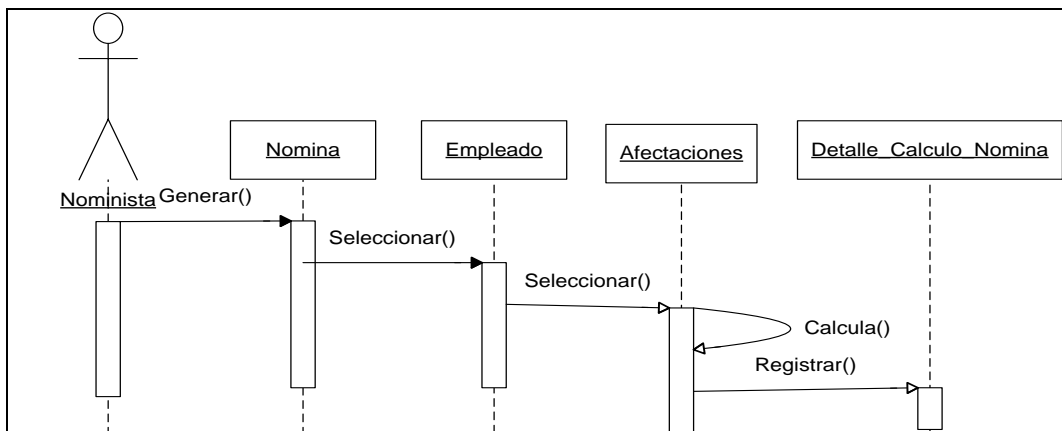 Nomina
Empleado
Afectaciones
Detalle_Calculo_Nomina
Nominista
Generar()
Seleccionar()
Seleccionar()
Calcula()
Registrar()